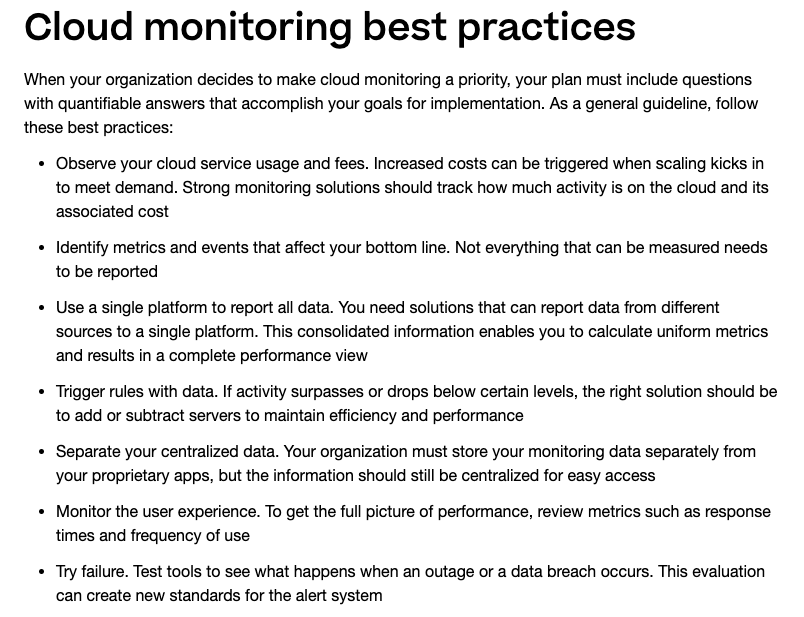 Cloud monitoring best practices
When your organization decides to make cloud monitoring a priority, your plan must include questions
with quantifiable answers that accomplish your goals for implementation. As a general guideline, follow
these best practices:
• Observe your cloud service usage and fees. Increased costs can be triggered when scaling kicks in
to meet demand. Strong monitoring solutions should track how much activity is on the cloud and its
associated cost
• Identify metrics and events that affect your bottom line. Not everything that can be measured needs
to be reported
• Use a single platform to report all data. You need solutions that can report data from different
sources to a single platform. This consolidated information enables you to calculate uniform metrics
and results in a complete performance view
• Trigger rules with data. If activity surpasses or drops below certain levels, the right solution should be
to add or subtract servers to maintain efficiency and performance
• Separate your centralized data. Your organization must store your monitoring data separately from
your proprietary apps, but the information should still be centralized for easy access
• Monitor the user experience. To get the full picture of performance, review metrics such as response
times and frequency of use
• Try failure. Test tools to see what happens when an outage or a data breach occurs. This evaluation
can create new standards for the alert system